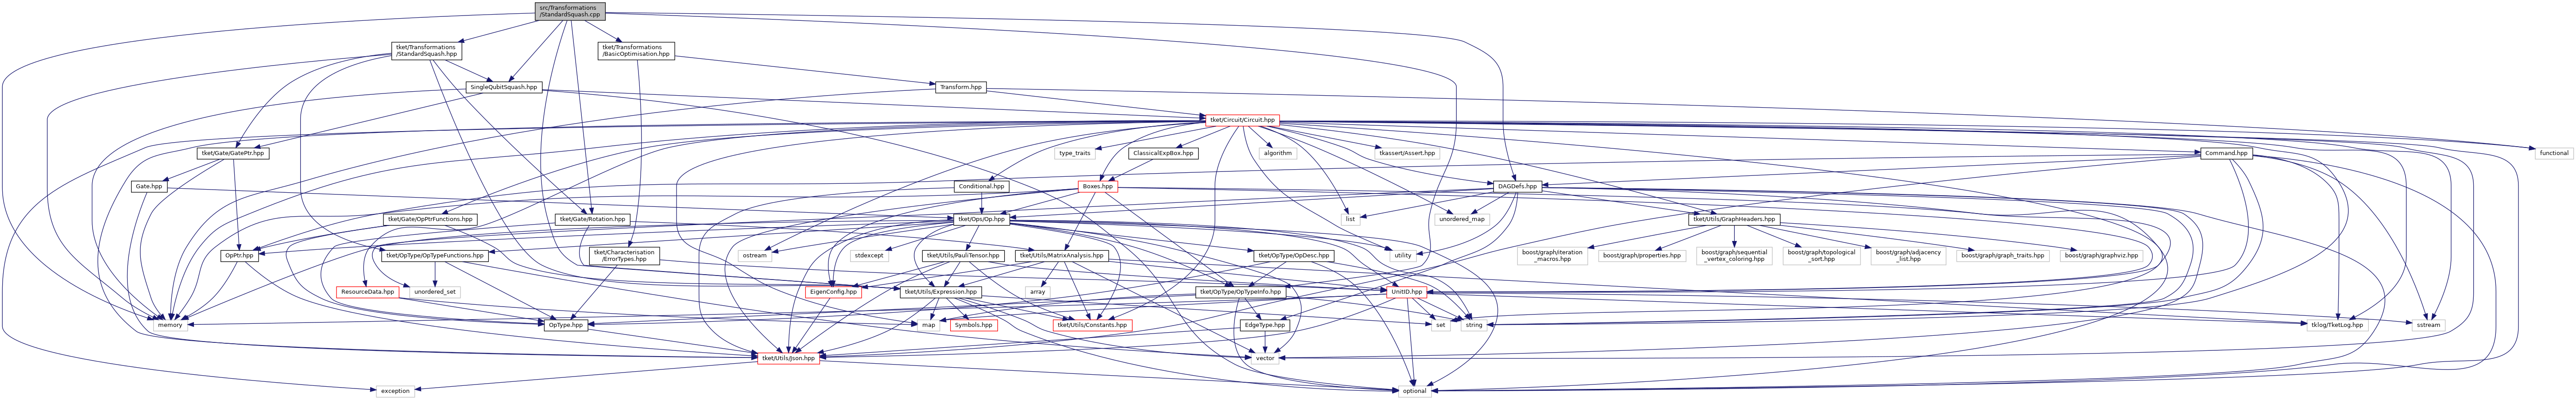 src/Transformations
/StandardSquash.cpp
tket/Transformations
/StandardSquash.hpp
tket/Transformations
/BasicOptimisation.hpp
SingleQubitSquash.hpp
Transform.hpp
tket/Circuit/Circuit.hpp
tket/Gate/GatePtr.hpp
type_traits
ClassicalExpBox.hpp
algorithm
tkassert/Assert.hpp
Command.hpp
functional
Gate.hpp
Conditional.hpp
Boxes.hpp
DAGDefs.hpp
tket/Gate/OpPtrFunctions.hpp
tket/Gate/Rotation.hpp
tket/Ops/Op.hpp
list
unordered_map
tket/Utils/GraphHeaders.hpp
OpPtr.hpp
tket/OpType/OpTypeFunctions.hpp
tket/Characterisation
/ErrorTypes.hpp
ostream
stdexcept
tket/Utils/PauliTensor.hpp
tket/Utils/MatrixAnalysis.hpp
tket/OpType/OpDesc.hpp
utility
boost/graph/iteration
_macros.hpp
boost/graph/properties.hpp
boost/graph/sequential
_vertex_coloring.hpp
boost/graph/topological
_sort.hpp
boost/graph/adjacency
_list.hpp
boost/graph/graph_traits.hpp
boost/graph/graphviz.hpp
ResourceData.hpp
unordered_set
EigenConfig.hpp
tket/Utils/Expression.hpp
array
tket/OpType/OpTypeInfo.hpp
UnitID.hpp
memory
OpType.hpp
map
Symbols.hpp
tket/Utils/Constants.hpp
EdgeType.hpp
set
string
tklog/TketLog.hpp
sstream
tket/Utils/Json.hpp
vector
exception
optional